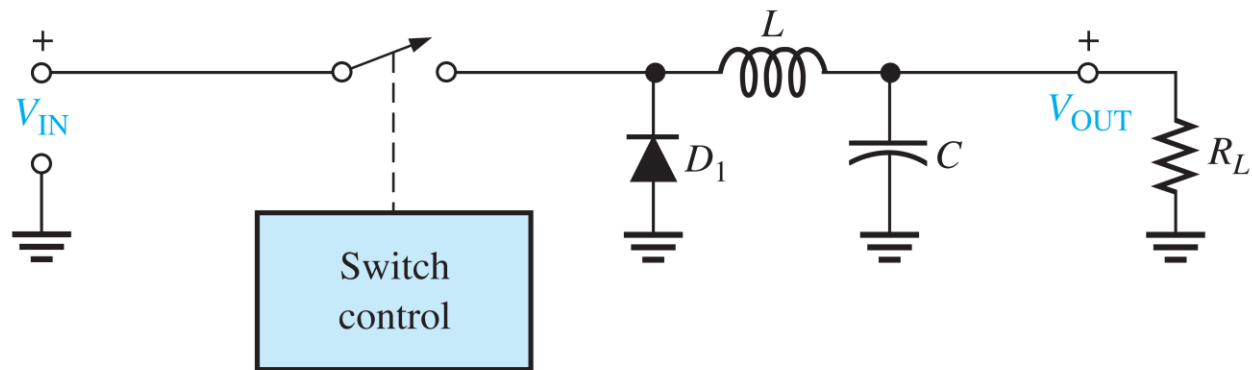 +
V_IN
L
+
V_OUT
D_1
C
R_L
Switch
control